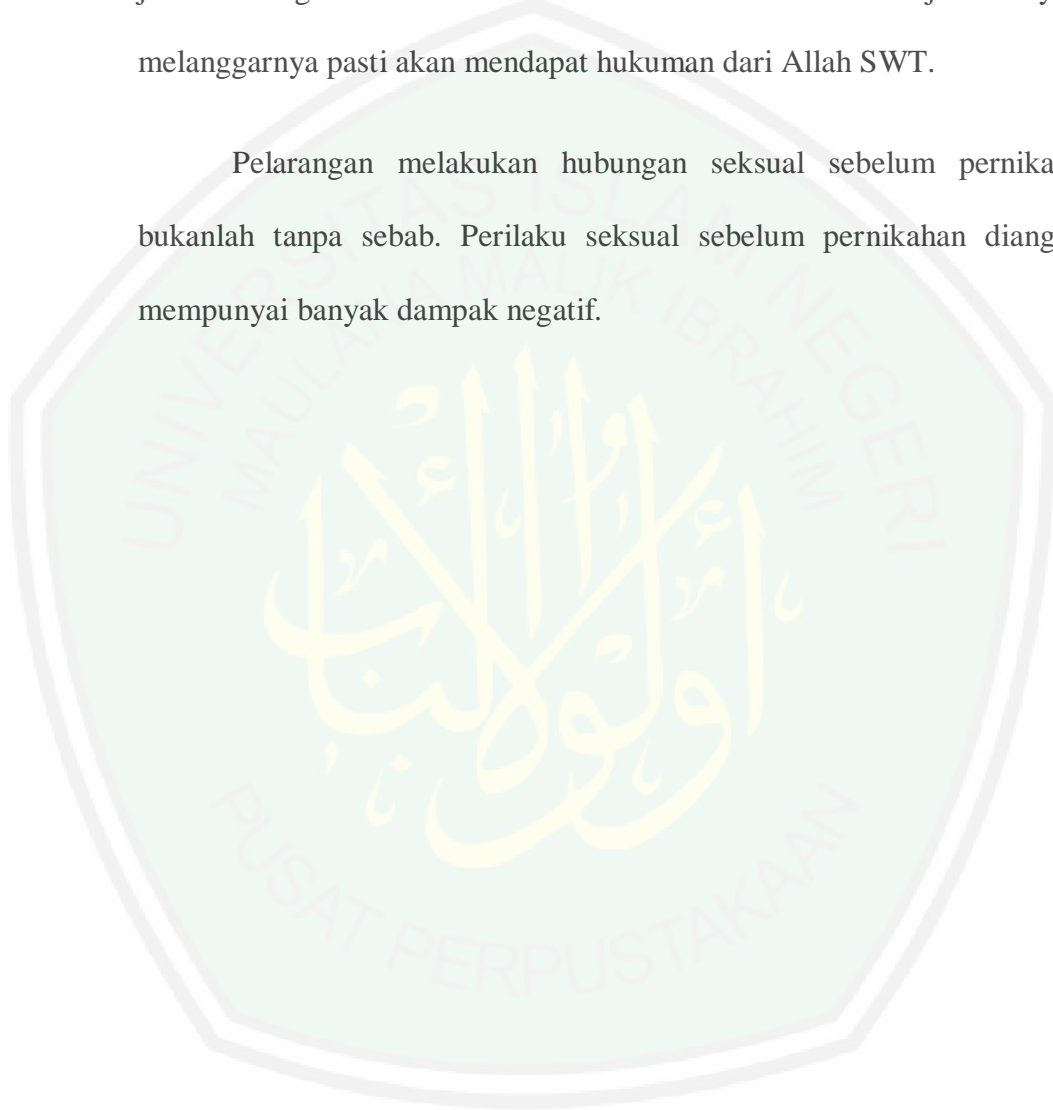 melanggarnya pasti akan mendapat hukuman dari Allah SWT.
Pelarangan melakukan hubungan seksual sebelum pernika
bukanlah tanpa sebab. Perilaku seksual sebelum pernikahan diang
mempunyai banyak dampak negatif.
UNIVERSITAS ISLAM NEGERI
MAULANA MALIK IBRAHIM
PUSAT PERPUSTAKAAN